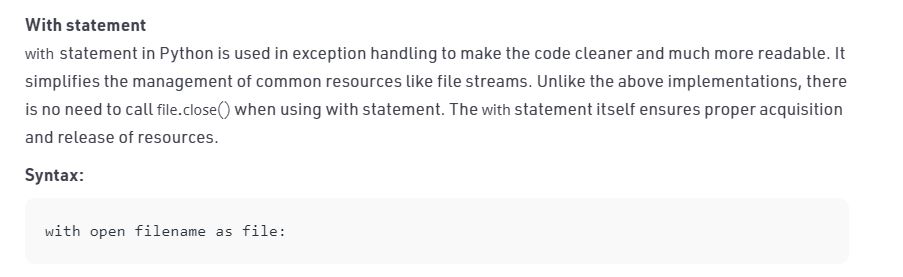 With statement
with statement in Python is used in exception handling to make the code cleaner and much more readable. It
simplifies the management of common resources like file streams. Unlike the above implementations, there
is no need to call file.close() when using with statement. The with statement itself ensures proper acquisition
and release of resources.
Syntax:
with open filename as file: